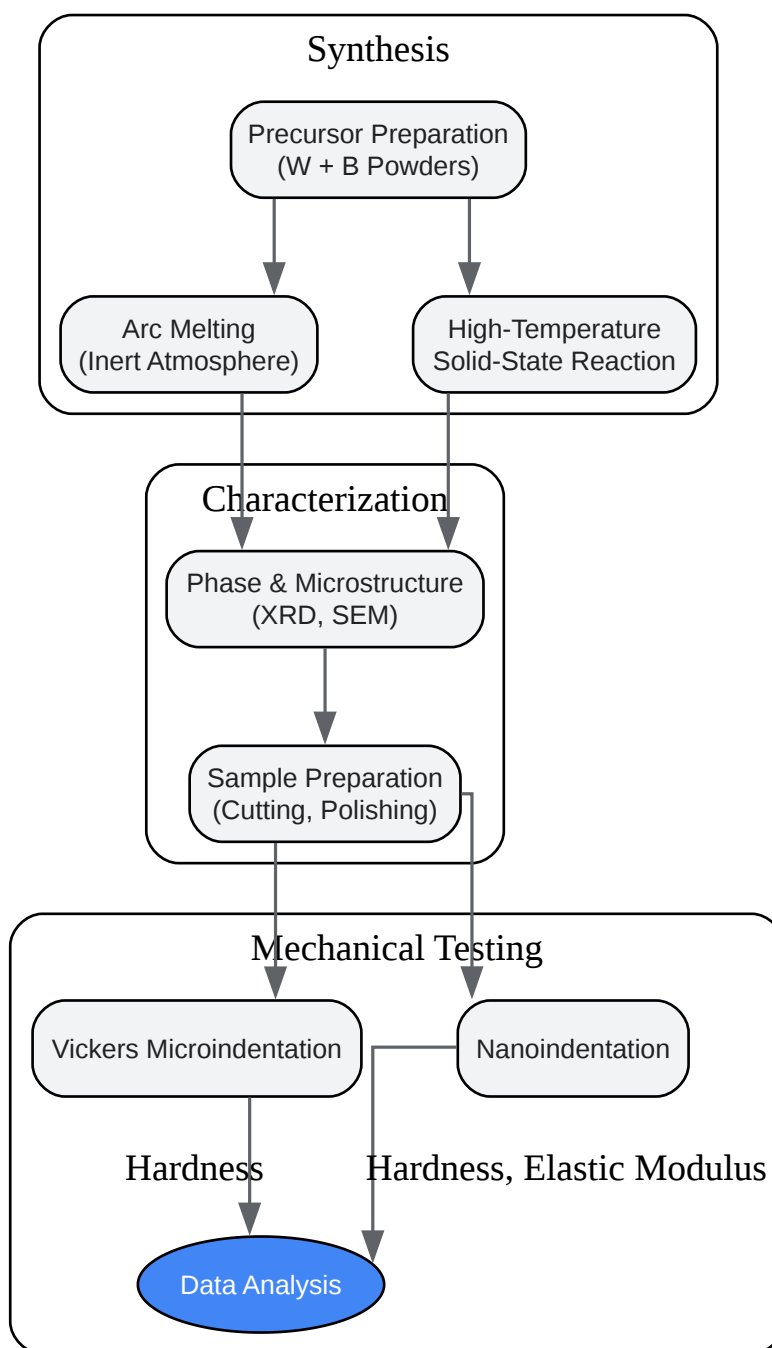 Synthesis
Precursor Preparation
(W + B Powders)
Arc Melting
(Inert Atmosphere)
High-Temperature
Solid-State Reaction
Characterization
Phase & Microstructure
(XRD, SEM)
Sample Preparation
(Cutting, Polishing)
Mechanical Testing
Vickers Microindentation
Nanoindentation
Hardness
Hardness, Elastic Modulus
Data Analysis